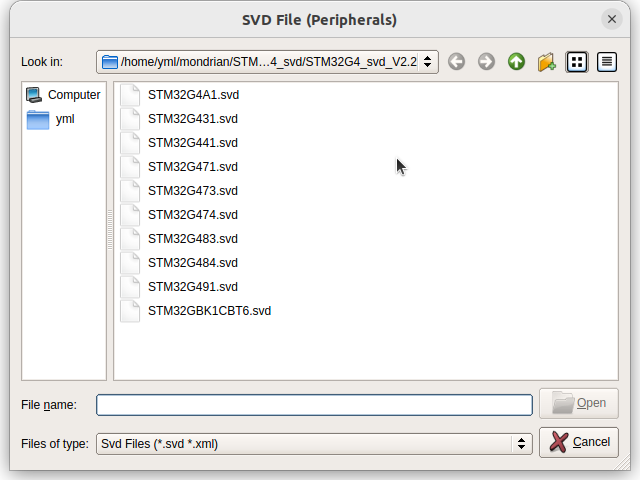 SVD File (Peripherals)
Look in: /home/yml/mondrian/STM...4_svd/STM32G4_svd_V2.2
Computer
yml
STM32G4A1.svd
STM32G431.svd
STM32G441.svd
STM32G471.svd
STM32G473.svd
STM32G474.svd
STM32G483.svd
STM32G484.svd
STM32G491.svd
STM32GBK1CBT6.svd
File name: Open
Files of type: Svd Files (*.svd *.xml) Cancel